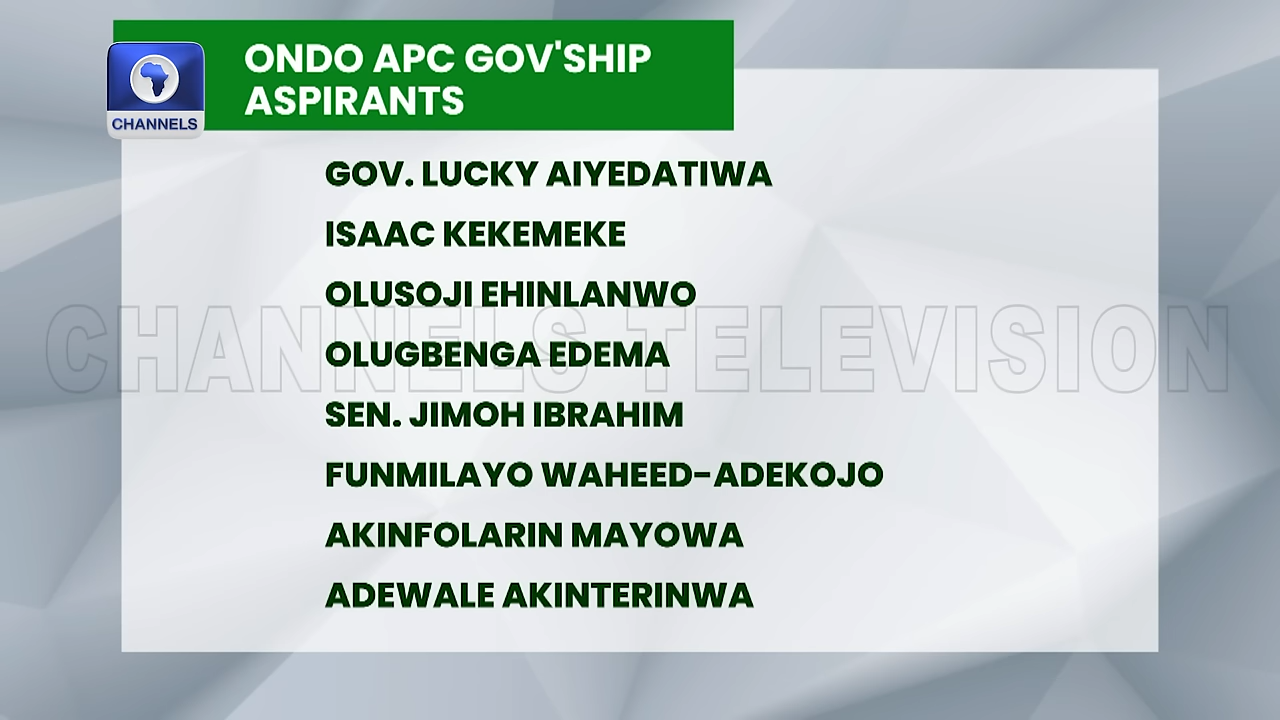 ONDO APC GOV'SHIP
ASPIRANTS
CHANNELS
GOV. LUCKY AIYEDATIWA
ISAAC KEKEMEKE
OLUSOJI EHINLANWO
CHANNELS TELEVISION
OLUGBENGA EDEMA
SEN. JIMOH IBRAHIM
FUNMILAYO WAHEED-ADEKOJO
AKINFOLARIN MAYOWA
ADEWALE AKINTERINWA